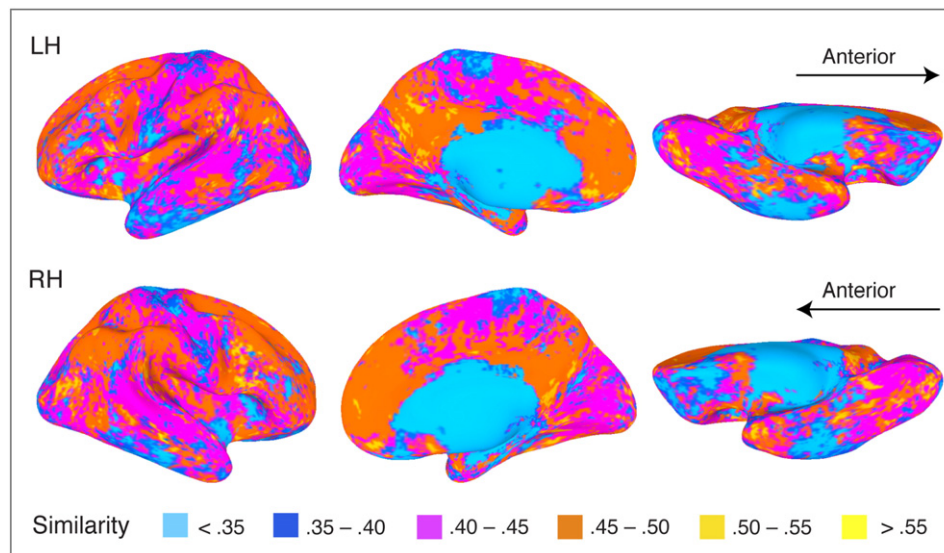 LH
Anterior
RH
Anterior
Similarity < .35 .35 – .40 .40 – .45 .45 – .50 .50 – .55 > .55